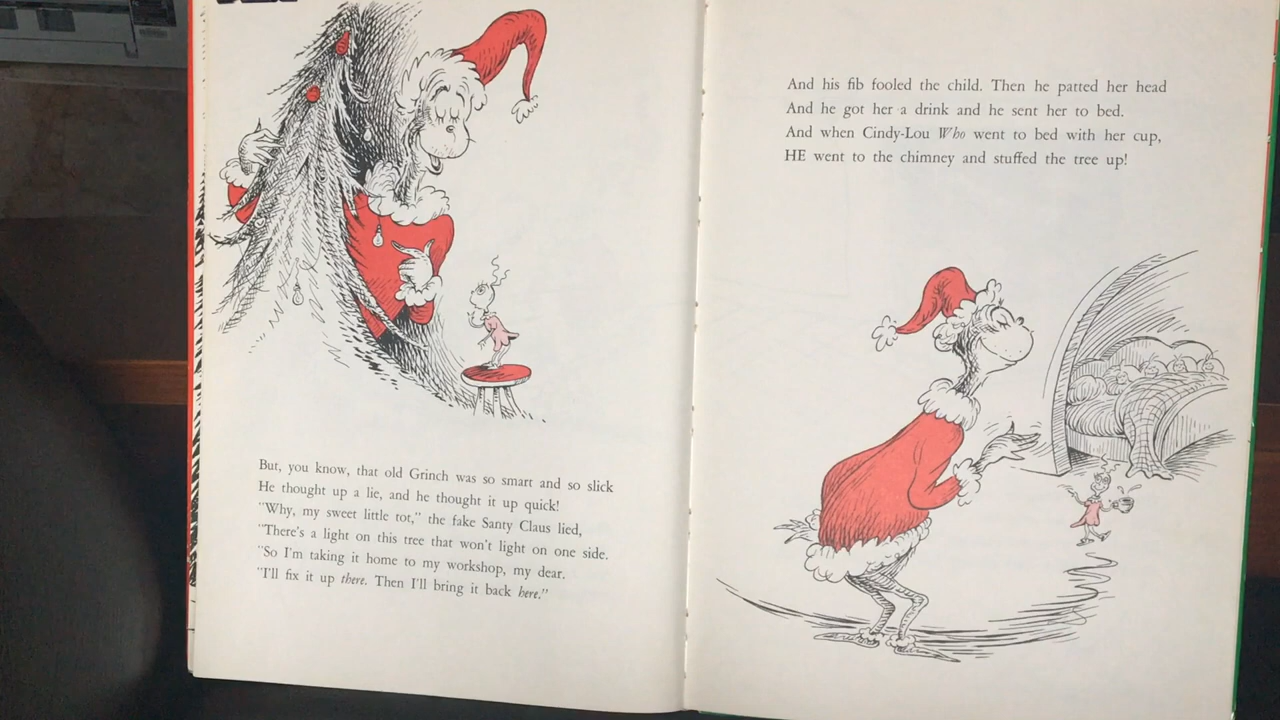 But, you know, that old Grinch was so smart and so slick
He thought up a lie, and he thought it up quick!
"Why, my sweet little tot," the fake Santy Claus lied,
"There's a light on this tree that won't light on one side.
"So I'm taking it home to my workshop, my dear.
"I'll fix it up there. Then I'll bring it back here."
And his fib fooled the child. Then he patted her head
And he got her a drink and he sent her to bed.
And when Cindy-Lou Who went to bed with her cup,
HE went to the chimney and stuffed the tree up!